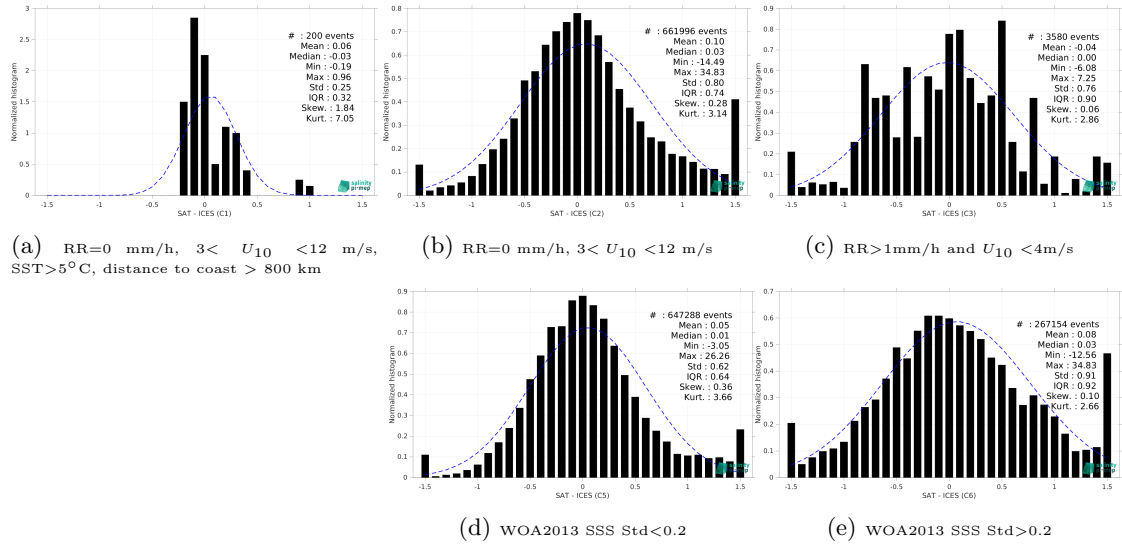 3
2.5
2
1.5
1
0.5
0
Normalized histogram
-1.5 -1 -0.5 0 0.5 1 1.5
SAT - ICES (C1)
# : 200 events
Mean : 0.06
Median : -0.03
Min : -0.19
Max : 0.96
Std : 0.25
IQR : 0.32
Skew. : 1.84
Kurt. : 7.05
salinity
pi-mep
(a) RR=0 mm/h, 3< U10 <12 m/s,
SST>5°C, distance to coast > 800 km
0.8
0.7
0.6
0.5
0.4
0.3
0.2
0.1
0
Normalized histogram
-1.5 -1 -0.5 0 0.5 1 1.5
SAT - ICES (C2)
# : 661996 events
Mean : 0.10
Median : 0.03
Min : -14.49
Max : 34.83
Std : 0.80
IQR : 0.74
Skew. : 0.28
Kurt. : 3.14
salinity
pi-mep
(b) RR=0 mm/h, 3< U10 <12 m/s
0.9
0.8
0.7
0.6
0.5
0.4
0.3
0.2
0.1
0
Normalized histogram
-1.5 -1 -0.5 0 0.5 1 1.5
SAT - ICES (C3)
# : 3580 events
Mean : -0.04
Median : 0.00
Min : -6.08
Max : 7.25
Std : 0.76
IQR : 0.90
Skew. : 0.06
Kurt. : 2.86
salinity
pi-mep
(c) RR>1mm/h and U10 <4m/s
0.9
0.8
0.7
0.6
0.5
0.4
0.3
0.2
0.1
0
Normalized histogram
-1.5 -1 -0.5 0 0.5 1 1.5
SAT - ICES (C5)
# : 647288 events
Mean : 0.05
Median : 0.01
Min : -3.05
Max : 26.26
Std : 0.62
IQR : 0.64
Skew. : 0.36
Kurt. : 3.66
salinity
pi-mep
(d) WOA2013 SSS Std<0.2
0.7
0.6
0.5
0.4
0.3
0.2
0.1
0
Normalized histogram
-1.5 -1 -0.5 0 0.5 1 1.5
SAT - ICES (C6)
# : 267154 events
Mean : 0.08
Median : 0.03
Min : -12.56
Max : 34.83
Std : 0.91
IQR : 0.92
Skew. : 0.10
Kurt. : 2.66
salinity
pi-mep
(e) WOA2013 SSS Std>0.2